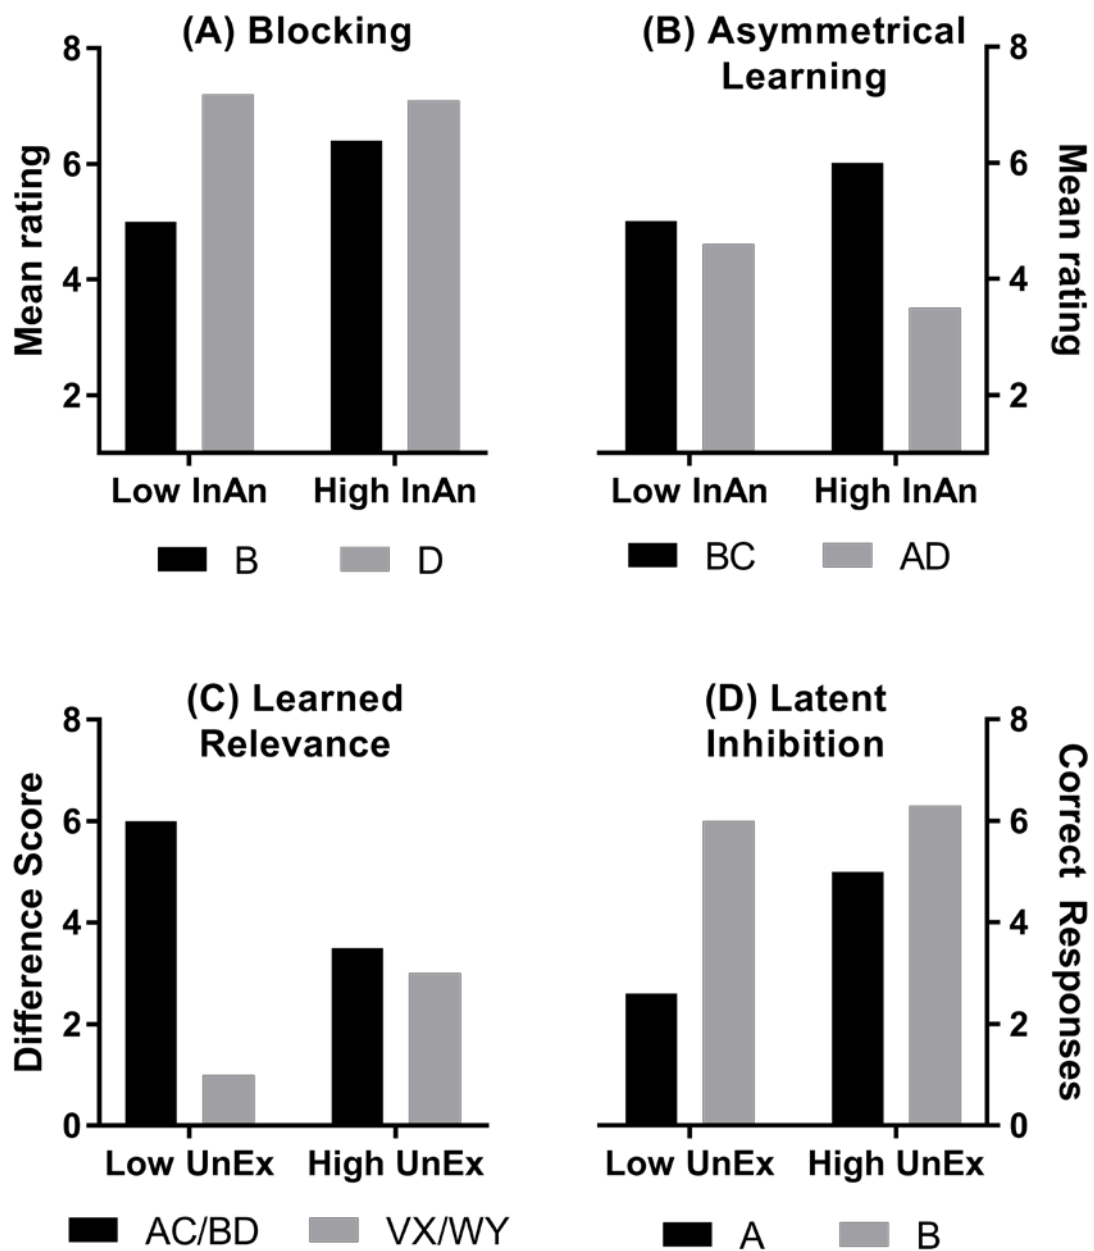 (A) Blocking
8
6
4
2
Mean rating
Low InAn High InAn
B D
(B) Asymmetrical
Learning
8
6
4
2
Mean rating
Low InAn High InAn
BC AD
(C) Learned
Relevance
8
6
4
2
0
Difference Score
Low UnEx High UnEx
AC/BD VX/WY
(D) Latent
Inhibition
8
6
4
2
0
Correct Responses
Low UnEx High UnEx
A B